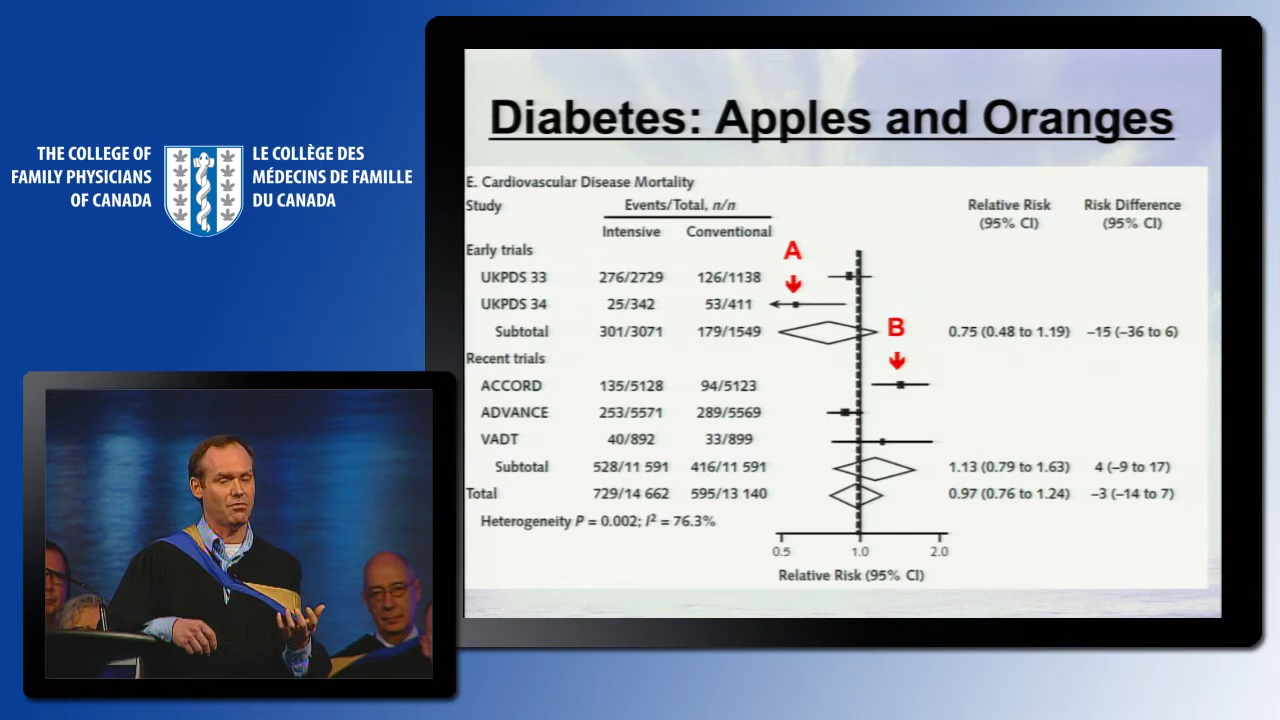 THE COLLEGE OF
FAMILY PHYSICIANS
OF CANADA
LE COLLÈGE DES
MÉDECINS DE FAMILLE
DU CANADA
Diabetes: Apples and Oranges
E. Cardiovascular Disease Mortality
Study Events/Total, n/n Relative Risk (95% CI) Risk Difference (95% CI)
Intensive Conventional
A
Early trials
UKPDS 33 276/2729 126/1138
UKPDS 34 25/342 53/411
B
Subtotal 301/3071 179/1549 0.75 (0.48 to 1.19) –15 (–36 to 6)
Recent trials
ACCORD 135/5128 94/5123
ADVANCE 253/5571 289/5569
VADT 40/892 33/899
Subtotal 528/11 591 416/11 591 1.13 (0.79 to 1.63) 4 (–9 to 17)
Total 729/14 662 595/13 140 0.97 (0.76 to 1.24) –3 (–14 to 7)
Heterogeneity P = 0.002; I² = 76.3%
0.5 1.0 2.0
Relative Risk (95% CI)